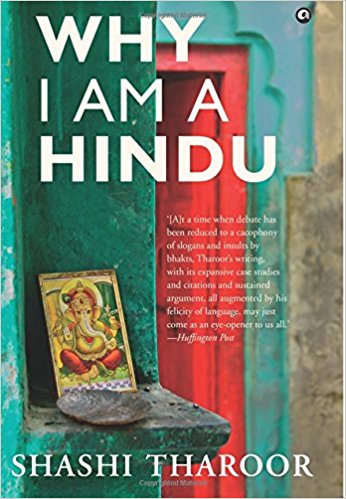 WHY
I AM A
HINDU
‘[A]t a time when debate has
been reduced to a cacophony
of slogans and insults by
bhakts, Tharoor’s writing,
with its expansive case studies
and citations and sustained
argument, all augmented by his
felicity of language, may just
come as an eye-opener to us all.’
—Huffington Post
SHASHI THAROOR